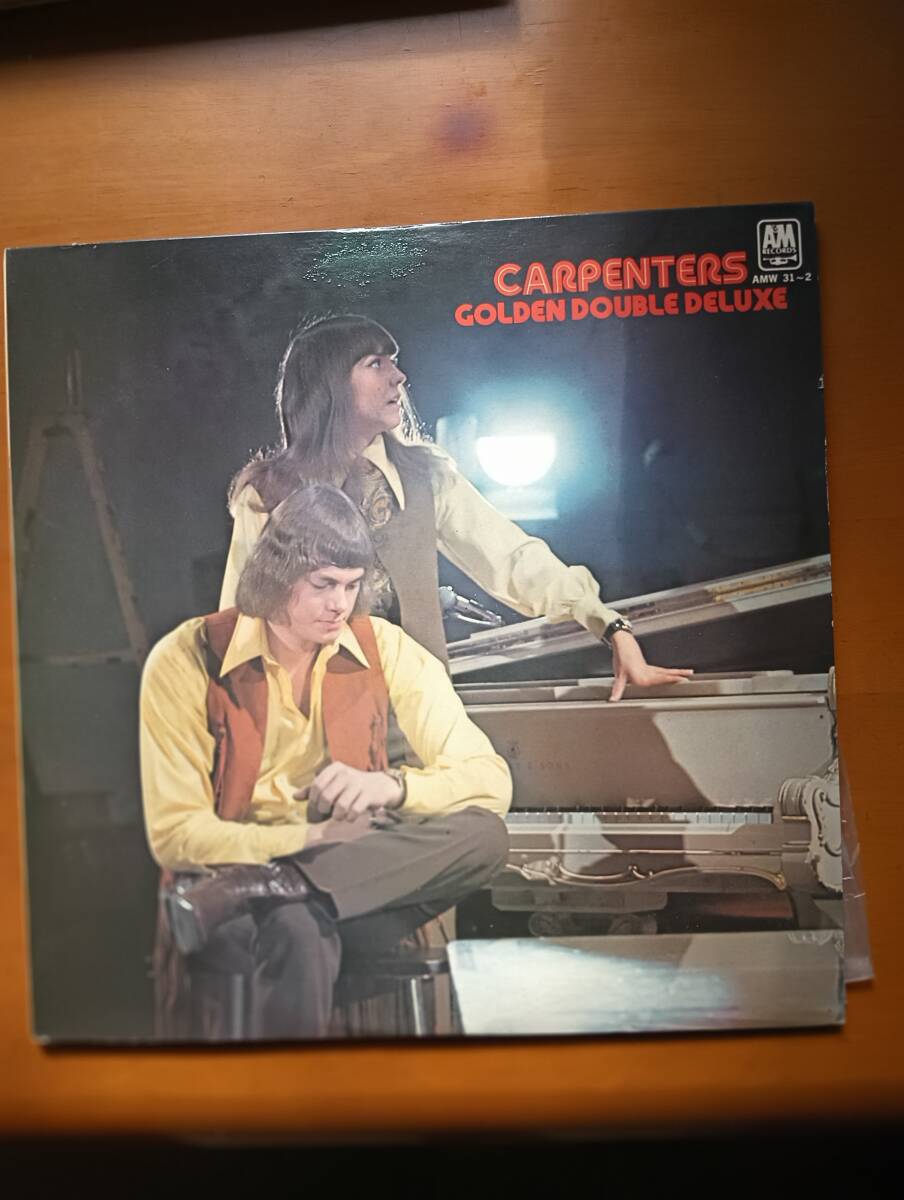 CARPENTERS
GOLDEN DOUBLE DELUXE
A&M
RECORDS
AMW 31~2